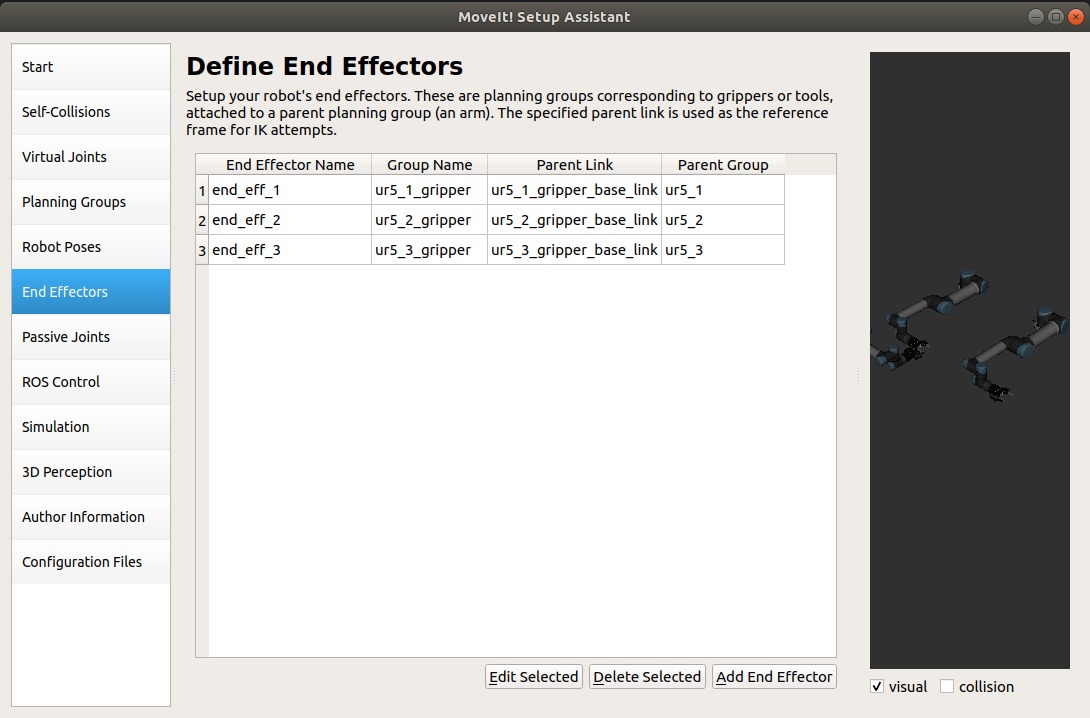 MoveIt! Setup Assistant
Start
Self-Collisions
Virtual Joints
Planning Groups
Robot Poses
End Effectors
Passive Joints
ROS Control
Simulation
3D Perception
Author Information
Configuration Files
Define End Effectors
Setup your robot's end effectors. These are planning groups corresponding to grippers or tools,
attached to a parent planning group (an arm). The specified parent link is used as the reference
frame for IK attempts.
End Effector Name Group Name Parent Link Parent Group
1 end_eff_1 ur5_1_gripper ur5_1_gripper_base_link ur5_1
2 end_eff_2 ur5_2_gripper ur5_2_gripper_base_link ur5_2
3 end_eff_3 ur5_3_gripper ur5_3_gripper_base_link ur5_3
Edit Selected Delete Selected Add End Effector
visual collision